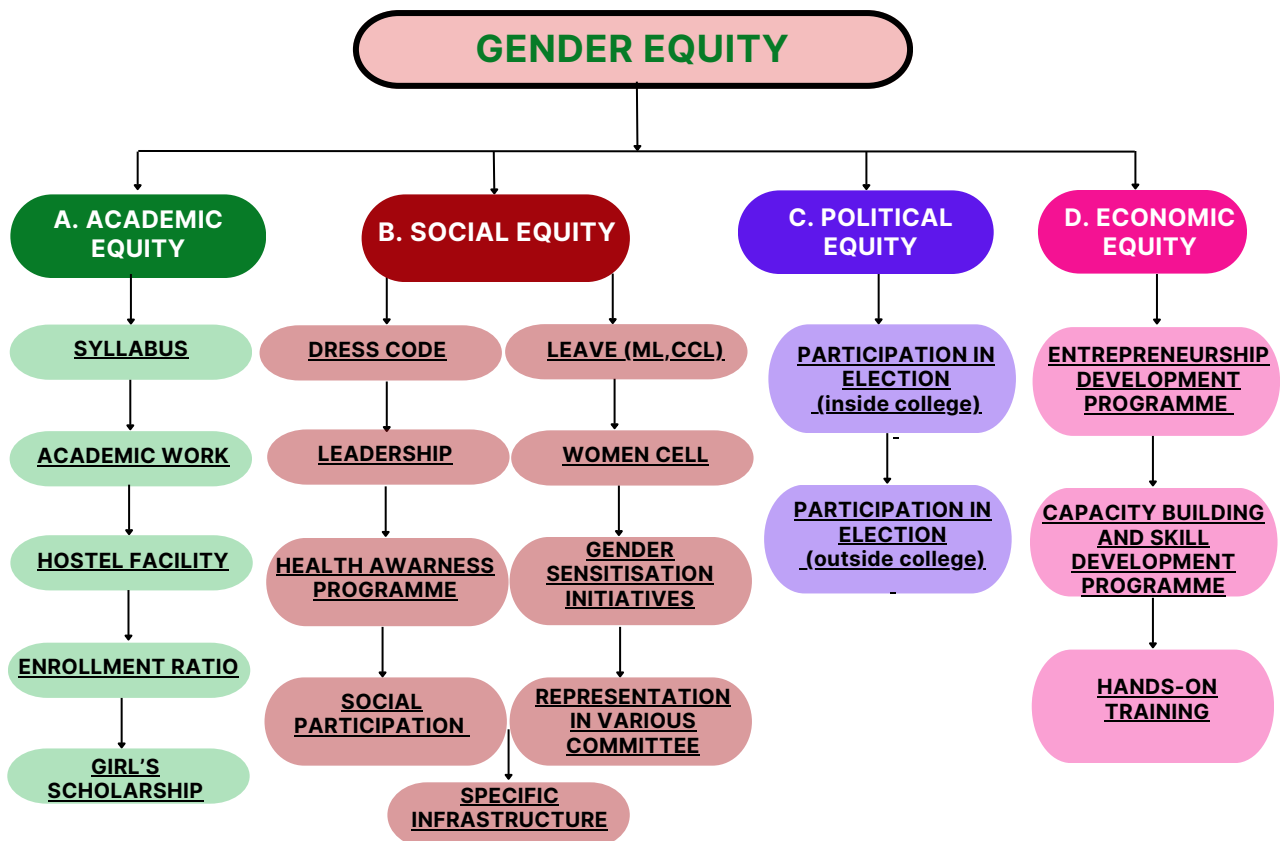 GENDER EQUITY
A. ACADEMIC
EQUITY
B. SOCIAL EQUITY
C. POLITICAL
EQUITY
D. ECONOMIC
EQUITY
SYLLABUS
ACADEMIC WORK
HOSTEL FACILITY
ENROLLMENT RATIO
GIRL’S
SCHOLARSHIP
DRESS CODE
LEADERSHIP
HEALTH AWARNESS
PROGRAMME
SOCIAL
PARTICIPATION
LEAVE (ML,CCL)
WOMEN CELL
GENDER
SENSITISATION
INITIATIVES
REPRESENTATION
IN VARIOUS
COMMITTEE
SPECIFIC
INFRASTRUCTURE
PARTICIPATION IN
ELECTION
(inside college)
PARTICIPATION IN
ELECTION
(outside college)
ENTREPRENEURSHIP
DEVELOPMENT
PROGRAMME
CAPACITY BUILDING
AND SKILL
DEVELOPMENT
PROGRAMME
HANDS-ON
TRAINING